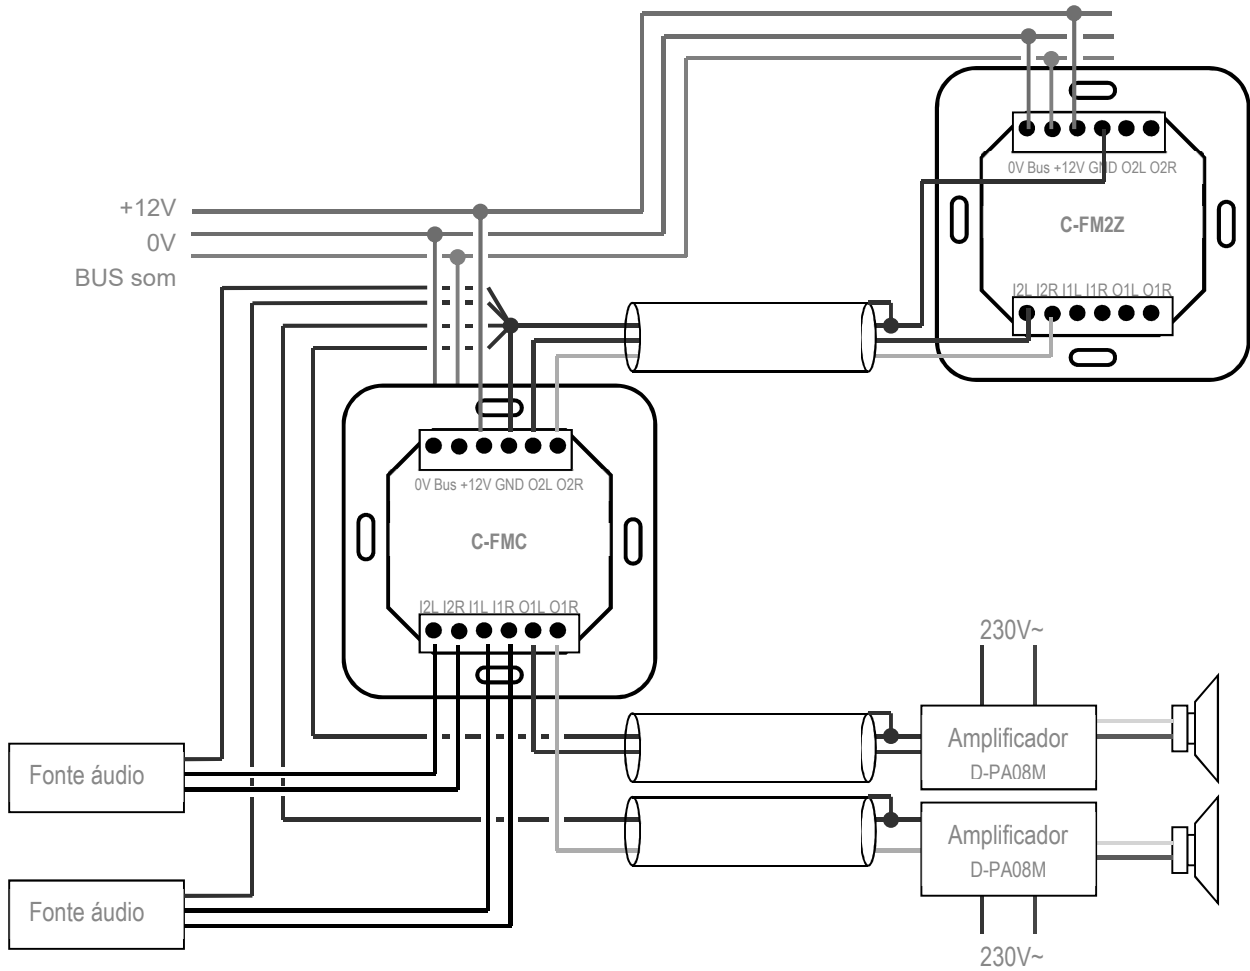 0V Bus +12V GND O2L O2R
C-FM2Z
I2L I2R I1L I1R O1L O1R
+12V
0V
BUS som
0V Bus +12V GND O2L O2R
C-FMC
I2L I2R I1L I1R O1L O1R
230V~
Amplificador
D-PA08M
Fonte áudio
Amplificador
D-PA08M
Fonte áudio
230V~